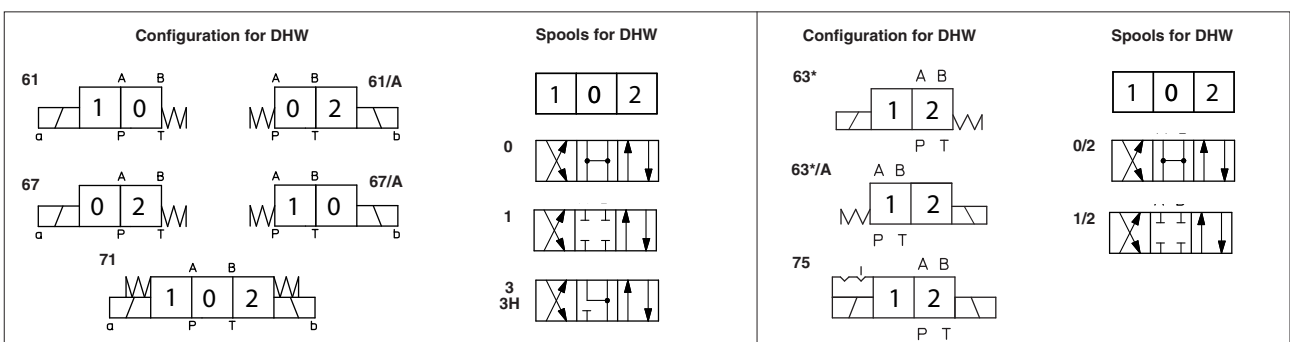 Configuration for DHW
Spools for DHW
61
A B
1 0
a P T
A B
61/A
0 2
P T b
67
A B
0 2
a P T
A B
67/A
1 0
P T b
71
A B
1 0 2
a P T b
1 0 2
0
1
3
3H
Configuration for DHW
Spools for DHW
63*
A B
1 2
P T
63*/A
A B
1 2
P T
75
A B
1 2
P T
1 0 2
0/2
1/2